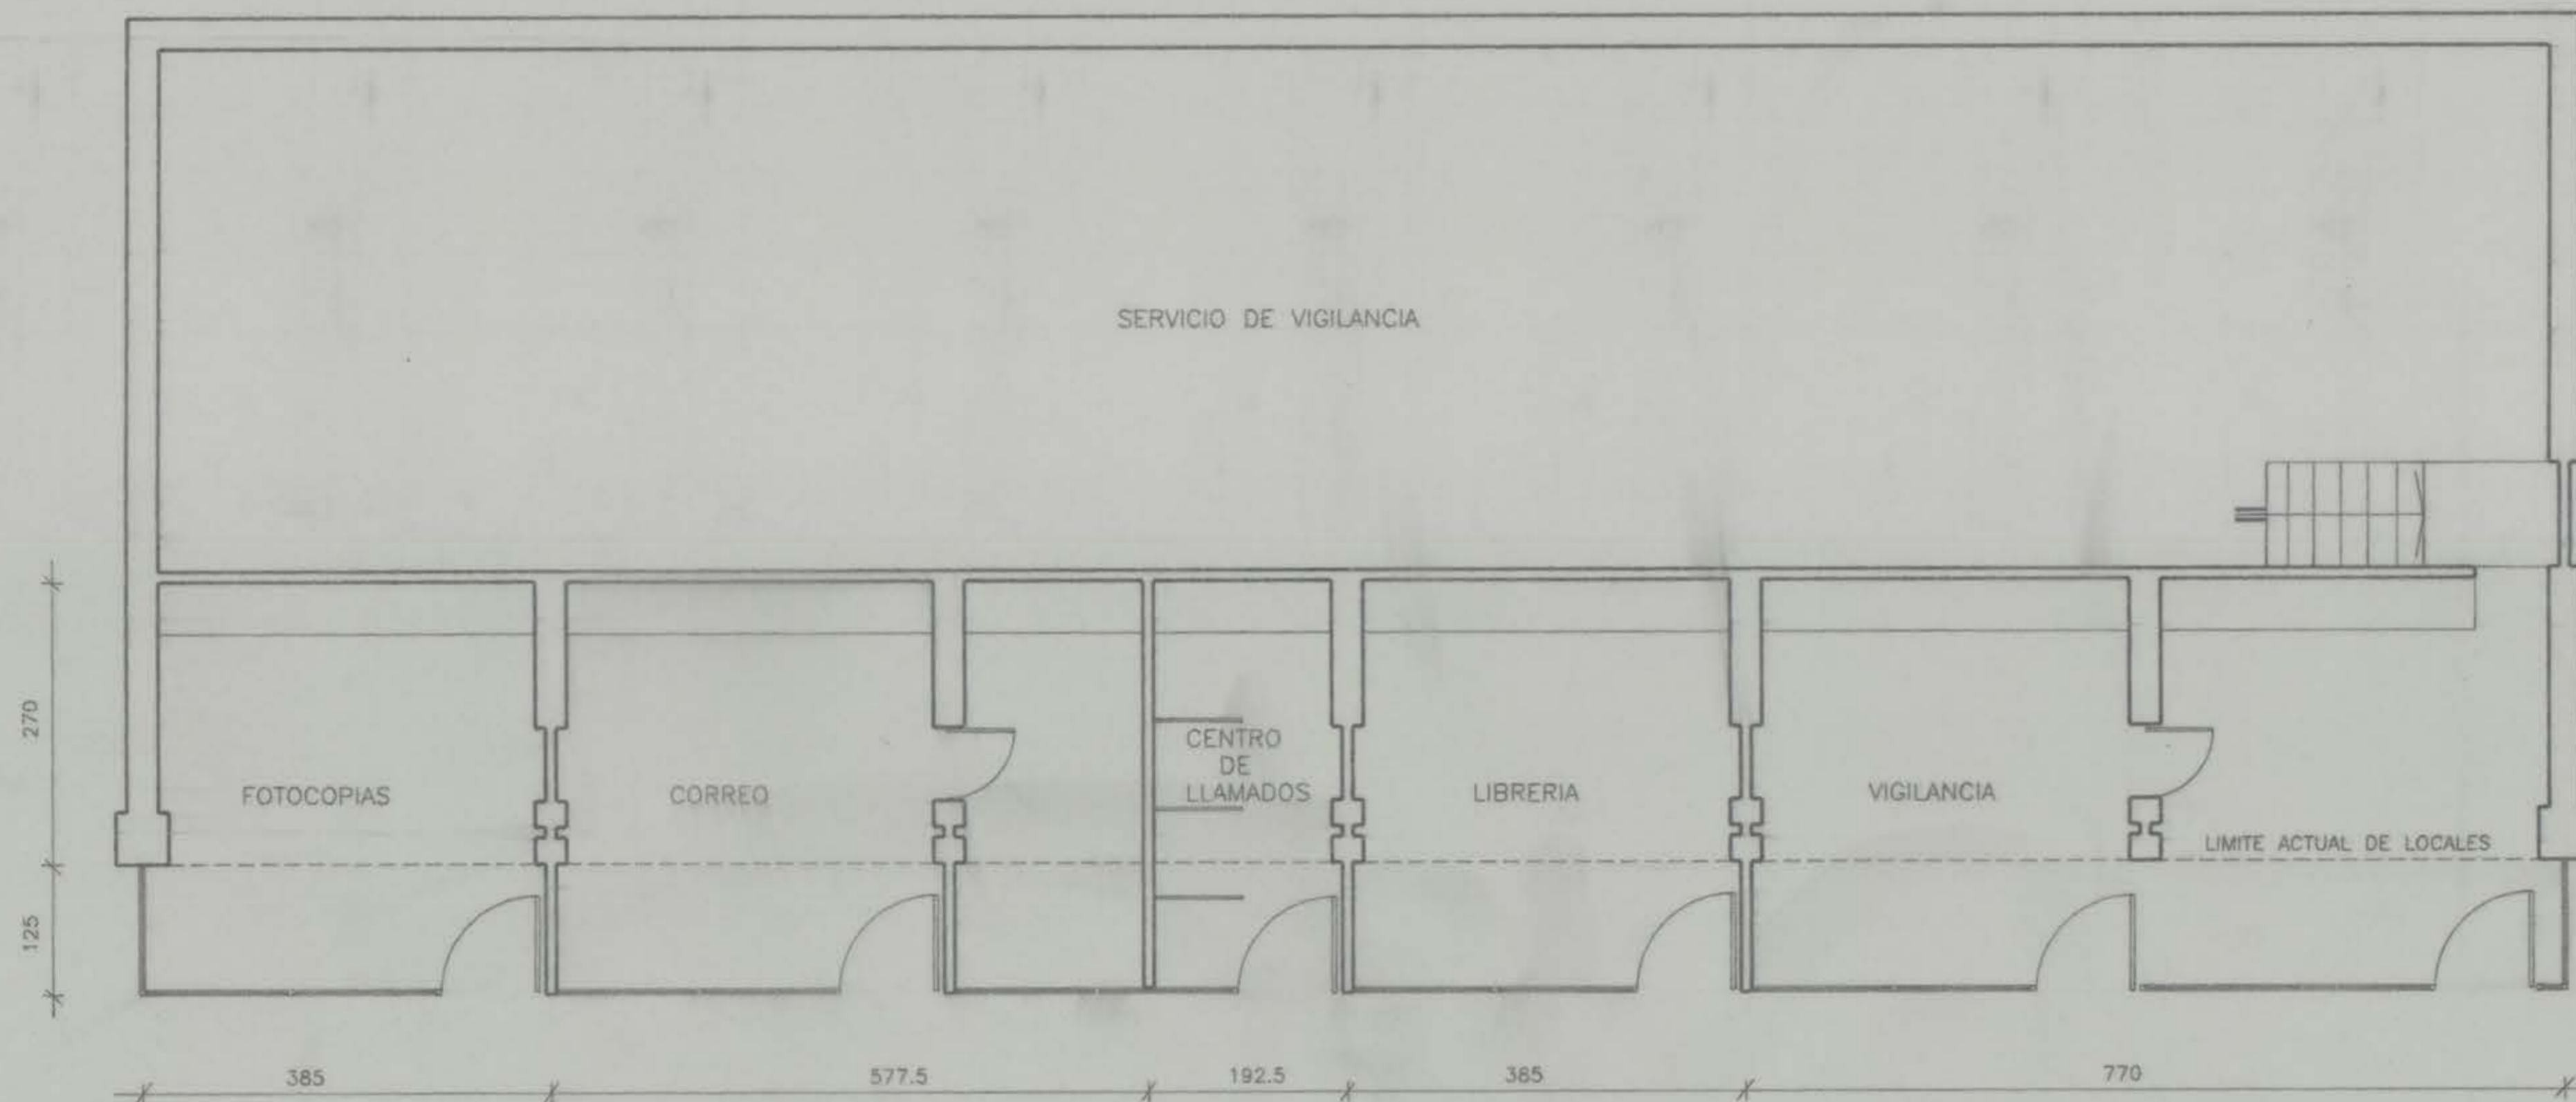 SERVICIO DE VIGILANCIA
270
FOTOCOPIAS
CORREO
CENTRO
DE
LLAMADOS
LIBRERIA
VIGILANCIA
LIMITE ACTUAL DE LOCALES
125
385
577.5
192.5
385
770